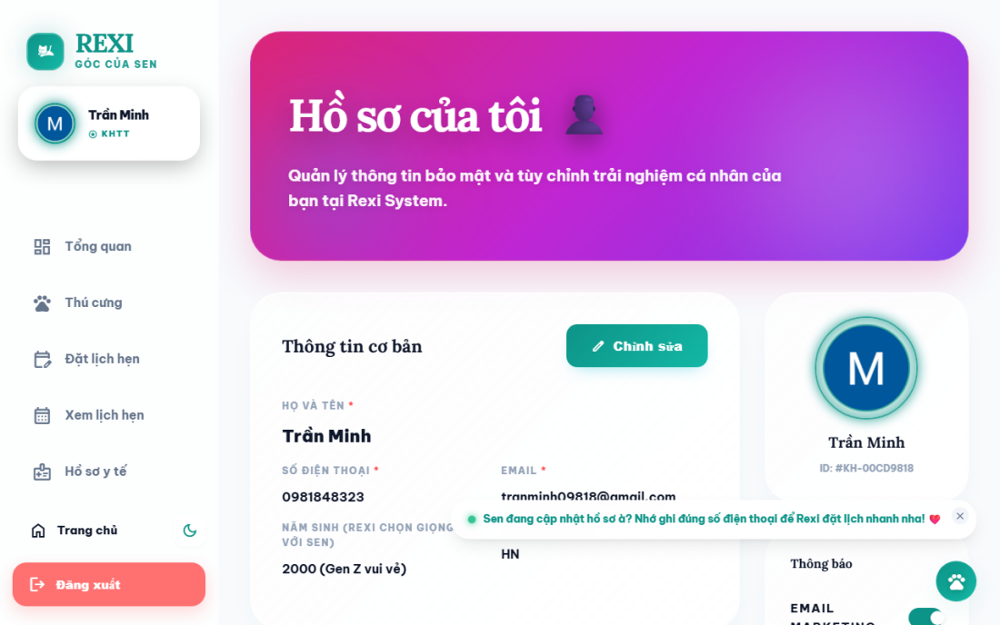 REXI
GÓC CỦA SEN
M
Trần Minh
KHTT
Tổng quan
Thú cưng
Đặt lịch hẹn
Xem lịch hẹn
Hồ sơ y tế
Trang chủ
Đăng xuất
Hồ sơ của tôi
Quản lý thông tin bảo mật và tùy chỉnh trải nghiệm cá nhân của
bạn tại Rexi System.
Thông tin cơ bản
Chỉnh sửa
HỌ VÀ TÊN *
Trần Minh
SỐ ĐIỆN THOẠI *
0981848323
EMAIL *
tranminh09818@gmail.com
NĂM SINH (REXI CHỌN GIỌNG
VỚI SEN)
2000 (Gen Z vui vẻ)
HN
M
Trần Minh
ID: #KH-00CD9818
Sen đang cập nhật hồ sơ à? Nhớ ghi đúng số điện thoại để Rexi đặt lịch nhanh nha!
Thông báo
EMAIL
MARKETING